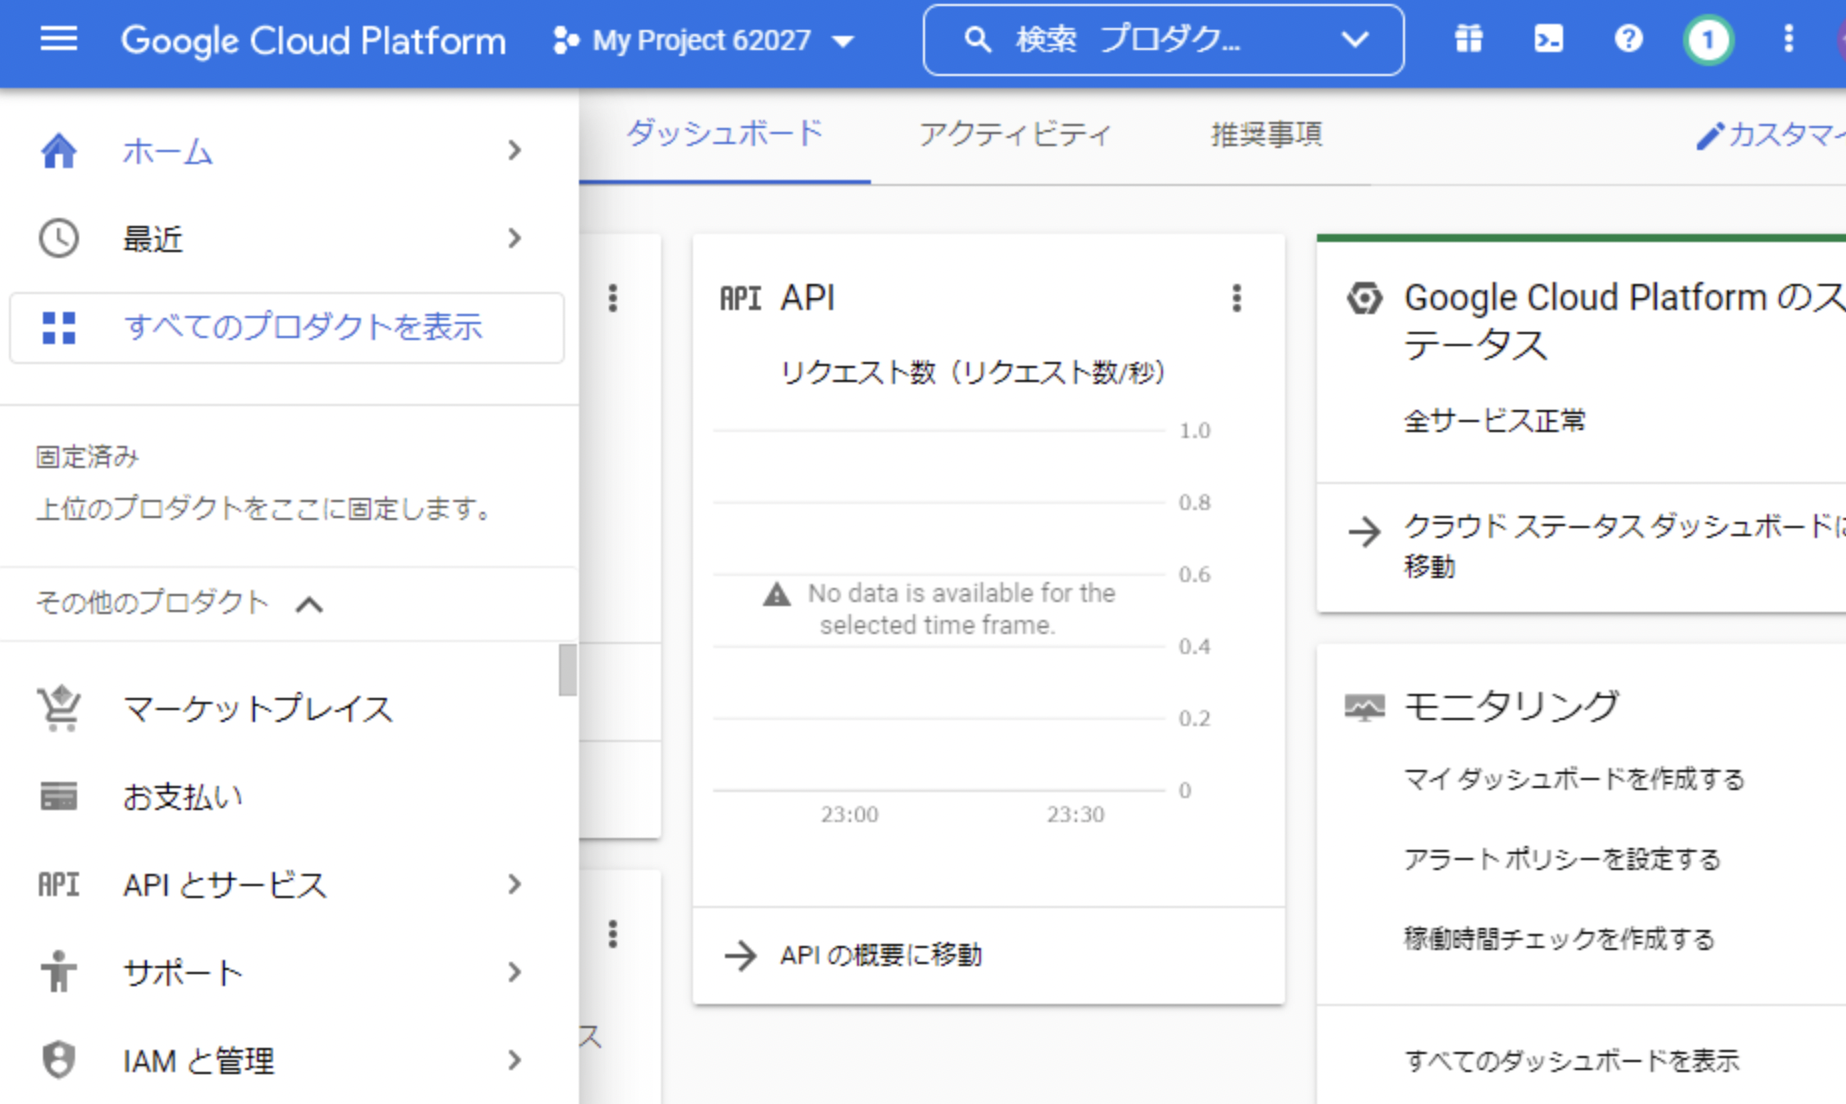 Google Cloud Platform
My Project 62027
検索 プロダク...
1
ホーム
最近
すべてのプロダクトを表示
固定済み
上位のプロダクトをここに固定します。
その他のプロダクト
マーケットプレイス
お支払い
API APIとサービス
サポート
IAM と管理
ダッシュボード
アクティビティ
推奨事項
カスタマイ
ス
API API
リクエスト数（リクエスト数/秒）
1.0
0.8
0.6
No data is available for the
selected time frame.
0.4
0.2
0
23:00
23:30
API の概要に移動
Google Cloud Platform のス
テータス
全サービス正常
クラウド ステータス ダッシュボードに
移動
モニタリング
マイ ダッシュボードを作成する
アラート ポリシーを設定する
稼働時間チェックを作成する
すべてのダッシュボードを表示